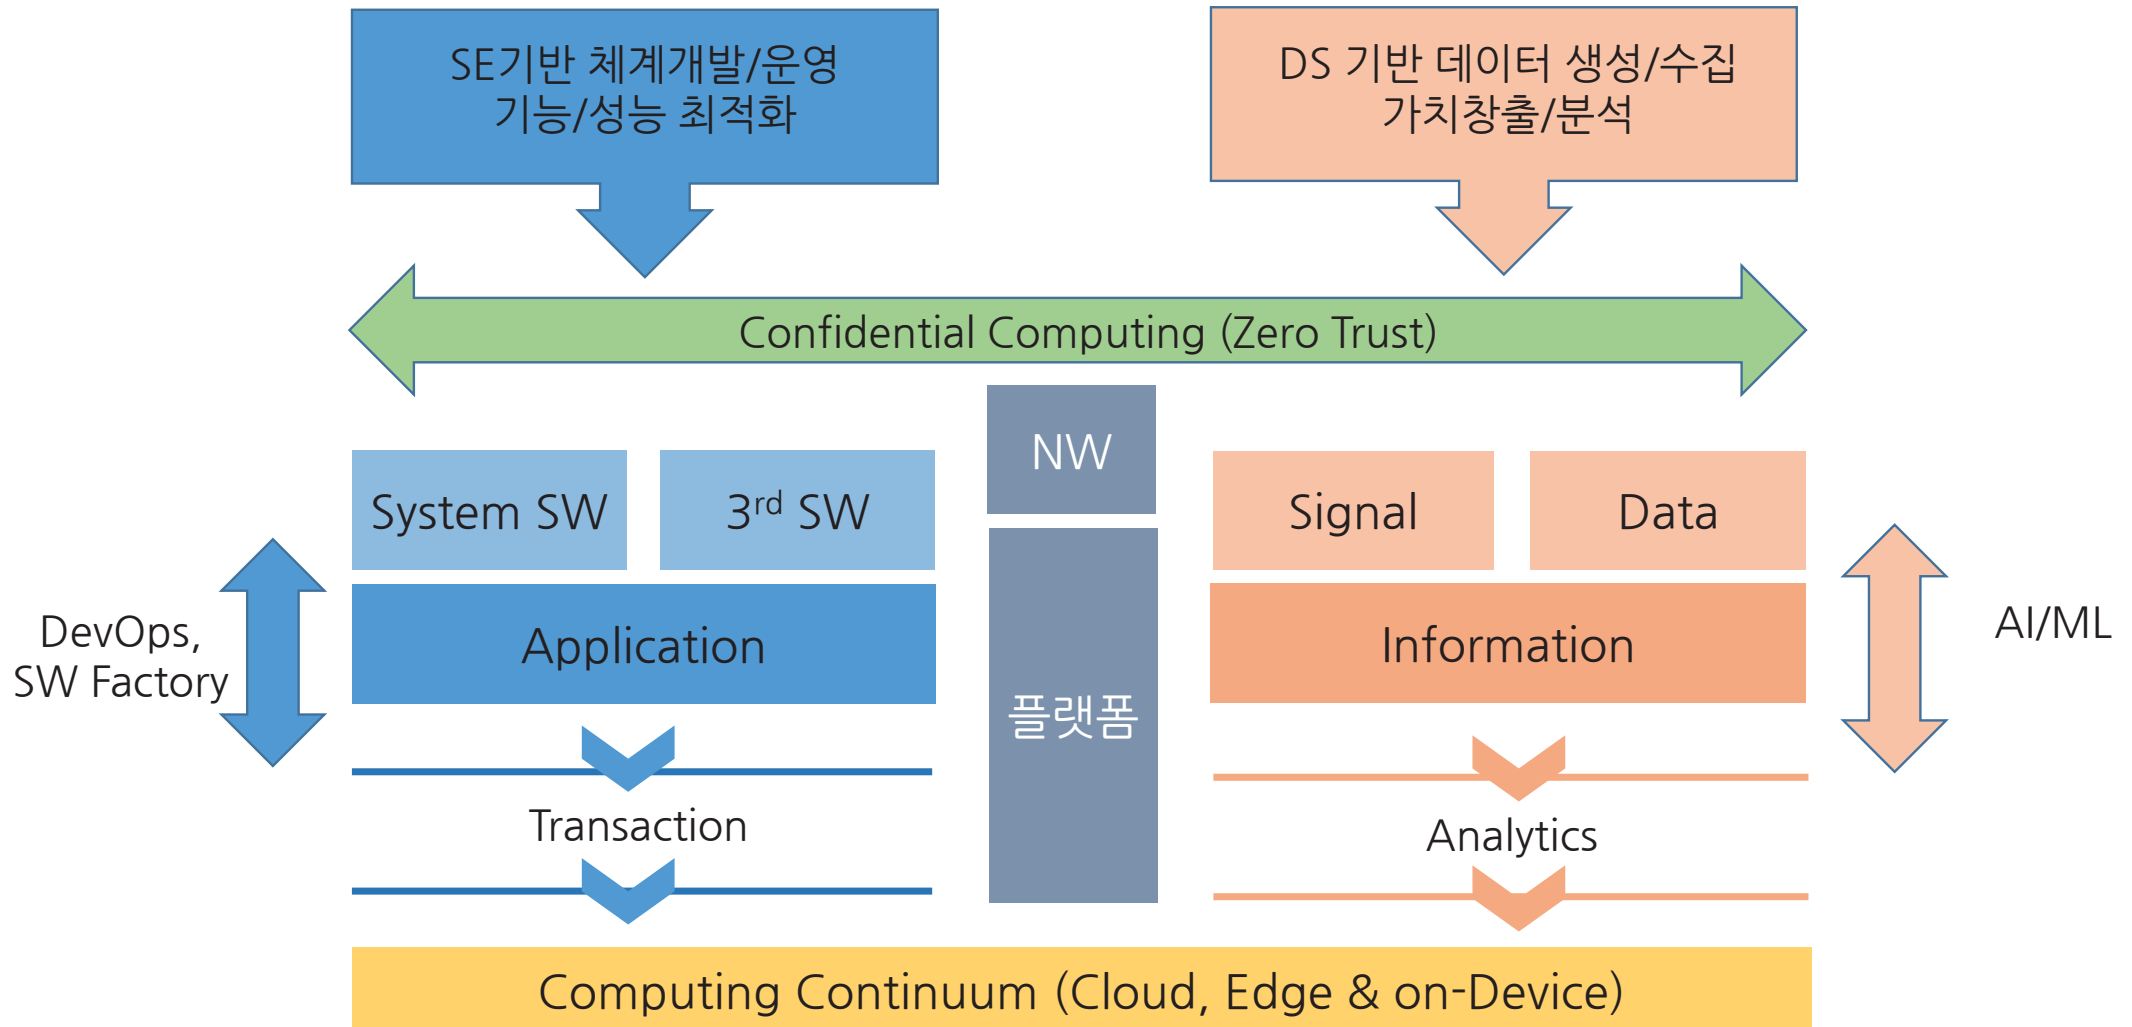 SE기반 체계개발/운영
기능/성능 최적화
DS 기반 데이터 생성/수집
가치창출/분석
Confidential Computing (Zero Trust)
NW
System SW
3rd SW
Signal
Data
DevOps,
SW Factory
Application
플랫폼
Information
AI/ML
Transaction
Analytics
Computing Continuum (Cloud, Edge & on-Device)